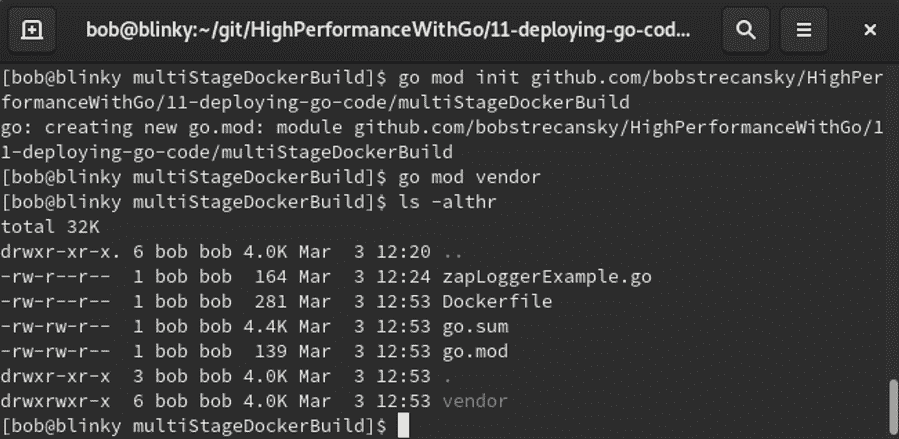 bob@blinky:~/git/HighPerformanceWithGo/11-deploying-go-cod...
[bob@blinky multiStageDockerBuild]$ go mod init github.com/bobstrecansky/HighPer
formanceWithGo/11-deploying-go-code/multiStageDockerBuild
go: creating new go.mod: module github.com/bobstrecansky/HighPerformanceWithGo/1
1-deploying-go-code/multiStageDockerBuild
[bob@blinky multiStageDockerBuild]$ go mod vendor
[bob@blinky multiStageDockerBuild]$ ls -althr
total 32K
drwxr-xr-x. 6 bob bob 4.0K Mar  3 12:20 ..
-rw-r--r--  1 bob bob  164 Mar  3 12:24 zapLoggerExample.go
-rw-r--r--  1 bob bob  281 Mar  3 12:53 Dockerfile
-rw-rw-r--  1 bob bob 4.4K Mar  3 12:53 go.sum
-rw-rw-r--  1 bob bob  139 Mar  3 12:53 go.mod
drwxr-xr-x  3 bob bob 4.0K Mar  3 12:53 .
drwxrwxr-x  6 bob bob 4.0K Mar  3 12:53 vendor
[bob@blinky multiStageDockerBuild]$